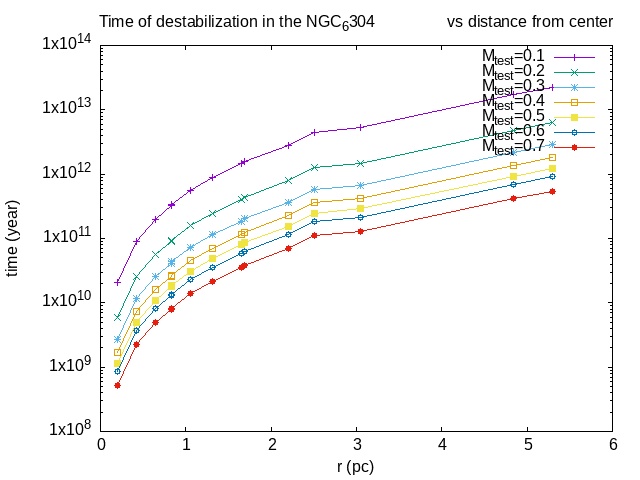 Time of destabilization in the NGC6304 vs distance from center
1x10^14
1x10^13
1x10^12
1x10^11
1x10^10
1x10^9
1x10^8
time (year)
Mtest=0.1
Mtest=0.2
Mtest=0.3
Mtest=0.4
Mtest=0.5
Mtest=0.6
Mtest=0.7
0 1 2 3 4 5 6
r (pc)